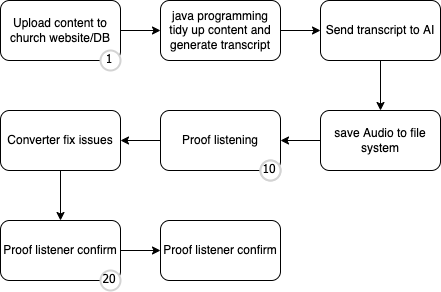 Upload content to
church website/DB
1
java programming
tidy up content and
generate transcript
Send transcript to AI
save Audio to file
system
Proof listening
10
Converter fix issues
Proof listener confirm
20
Proof listener confirm